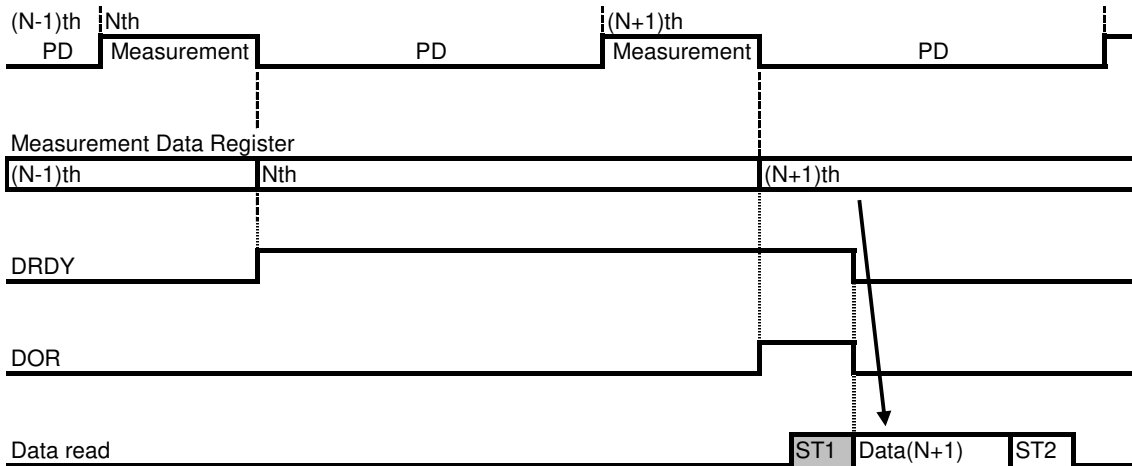 (N-1)th Nth (N+1)th
PD Measurement PD Measurement PD
Measurement Data Register
(N-1)th Nth (N+1)th
DRDY
DOR
Data read ST1 Data(N+1) ST2